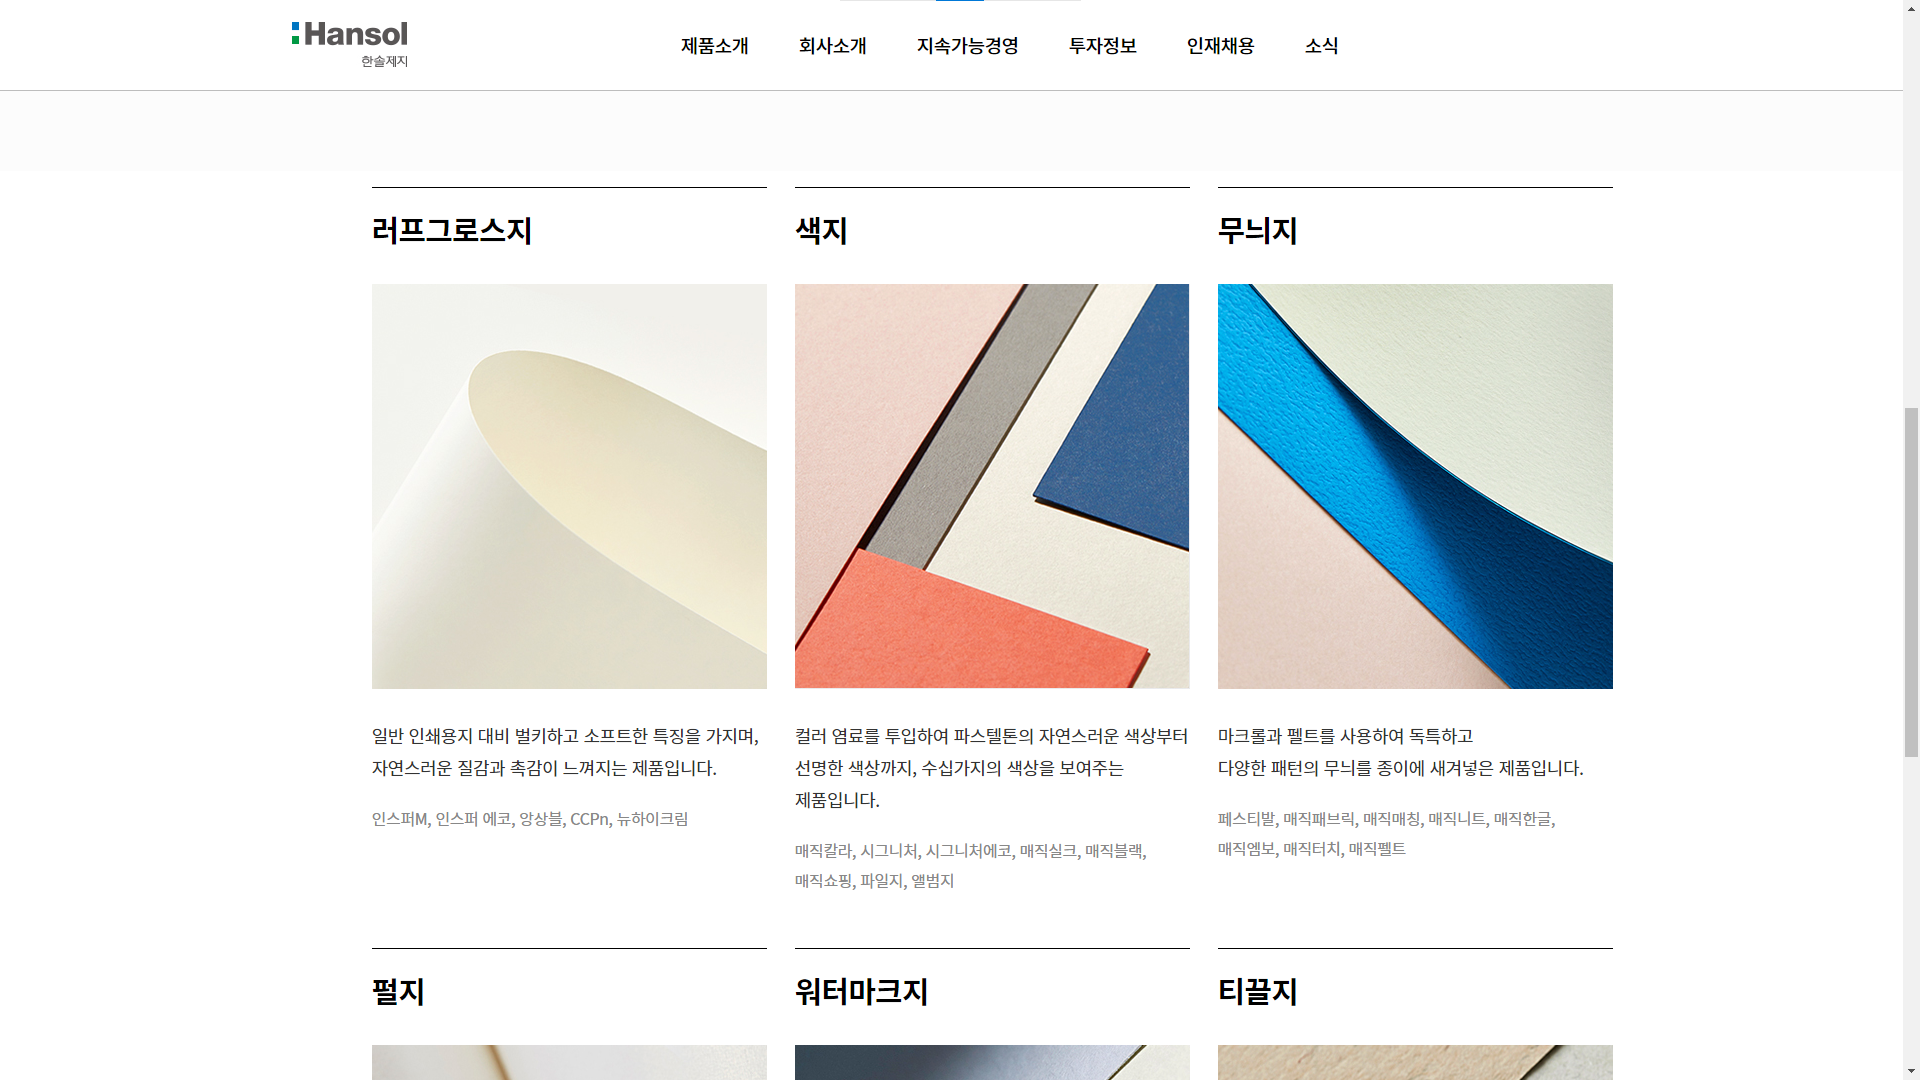 Hansol
한솔제지
제품소개
회사소개
지속가능경영
투자정보
인재채용
소식
러프그로스지
일반 인쇄용지 대비 벌키하고 소프트한 특징을 가지며,
자연스러운 질감과 촉감이 느껴지는 제품입니다.
인스퍼M, 인스퍼 에코, 앙상블, CCPn, 뉴하이크림
색지
컬러 염료를 투입하여 파스텔톤의 자연스러운 색상부터
선명한 색상까지, 수십가지의 색상을 보여주는
제품입니다.
매직칼라, 시그니처, 시그니처에코, 매직실크, 매직블랙,
매직쇼핑, 파일지, 앨범지
무늬지
마크롤과 펠트를 사용하여 독특하고
다양한 패턴의 무늬를 종이에 새겨넣은 제품입니다.
페스티발, 매직패브릭, 매직매칭, 매직니트, 매직한글,
매직엠보, 매직터치, 매직펠트
펄지
워터마크지
티끌지